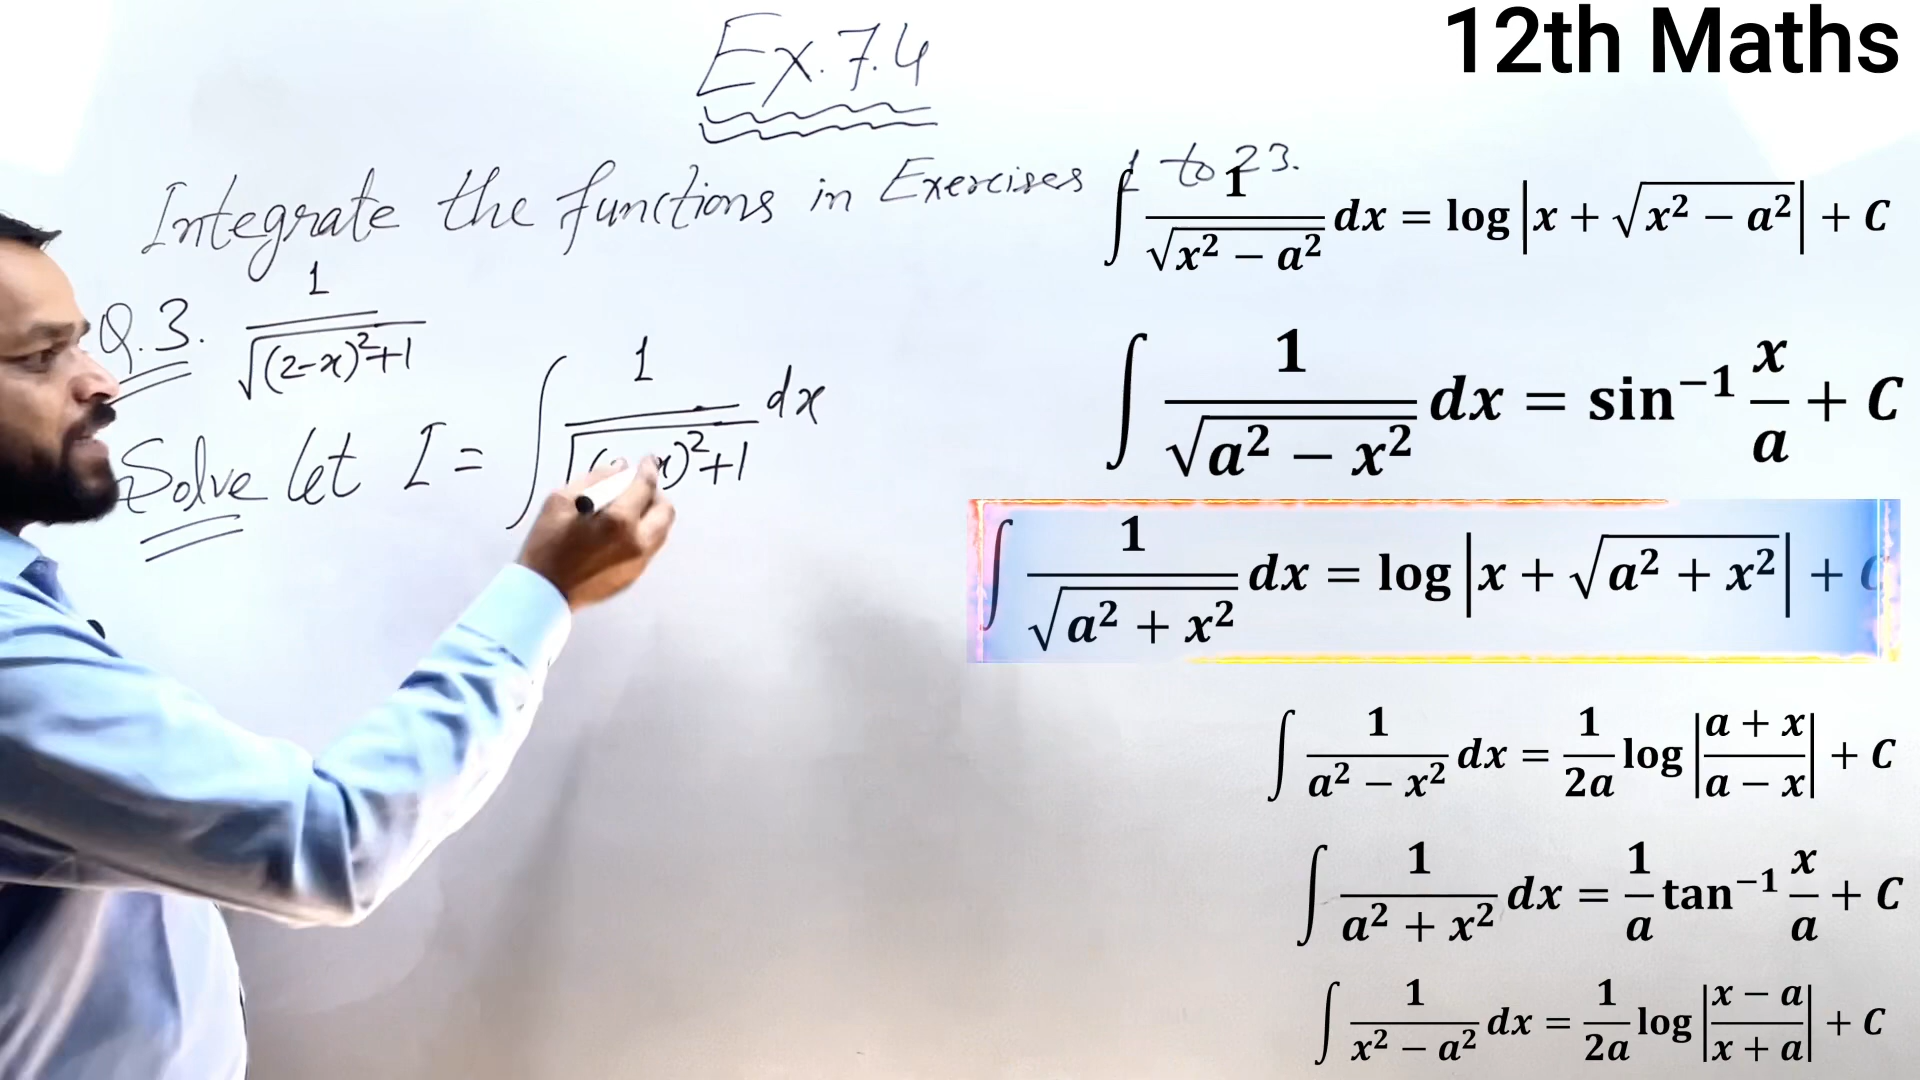 12th Maths
Ex. 7.4
Integrate the functions in Exercises 1 to 23.
Q.3. 1/√((2-x)²+1)
Solve let I = ∫ 1/√((2-x)²+1) dx
∫ 1/√(x² − a²) dx = log |x + √(x² − a²)| + C
∫ 1/√(a² − x²) dx = sin⁻¹ x/a + C
∫ 1/√(a² + x²) dx = log |x + √(a² + x²)| + C
∫ 1/(a² − x²) dx = 1/2a log |(a + x)/(a − x)| + C
∫ 1/(a² + x²) dx = 1/a tan⁻¹ x/a + C
∫ 1/(x² − a²) dx = 1/2a log |(x − a)/(x + a)| + C